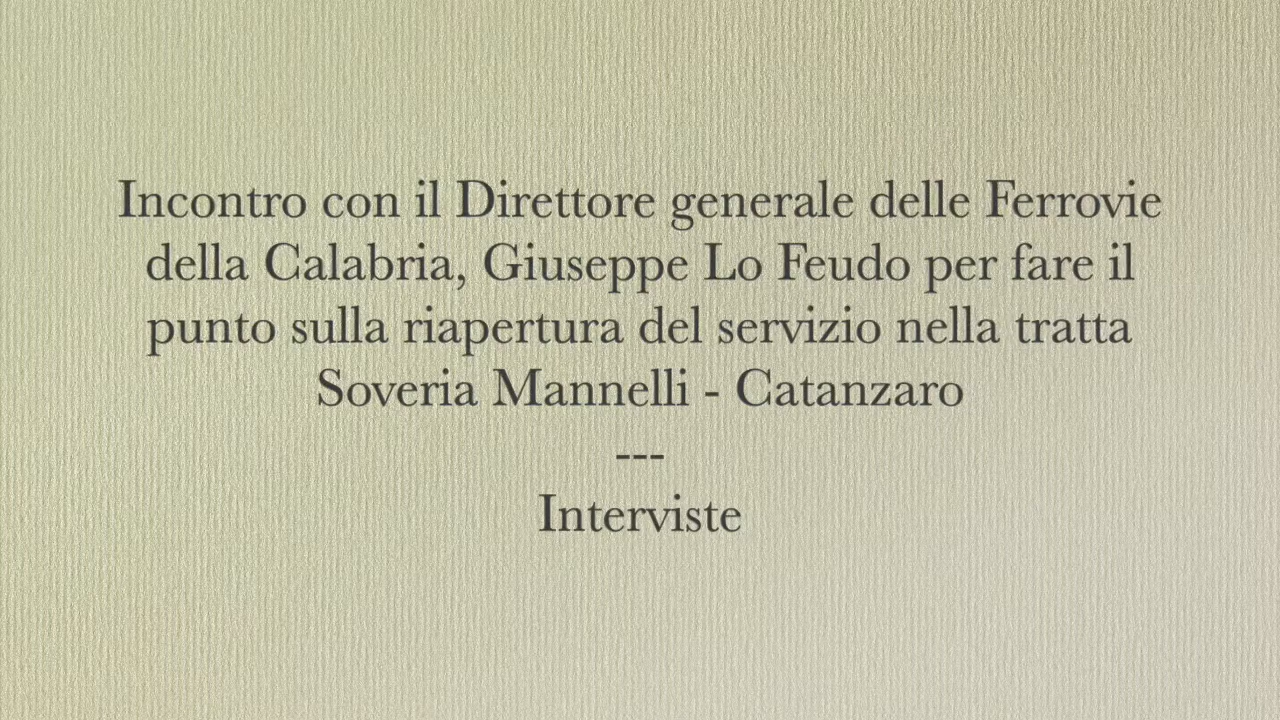 Incontro con il Direttore generale delle Ferrovie
della Calabria, Giuseppe Lo Feudo per fare il
punto sulla riapertura del servizio nella tratta
Soveria Mannelli - Catanzaro
---
Interviste